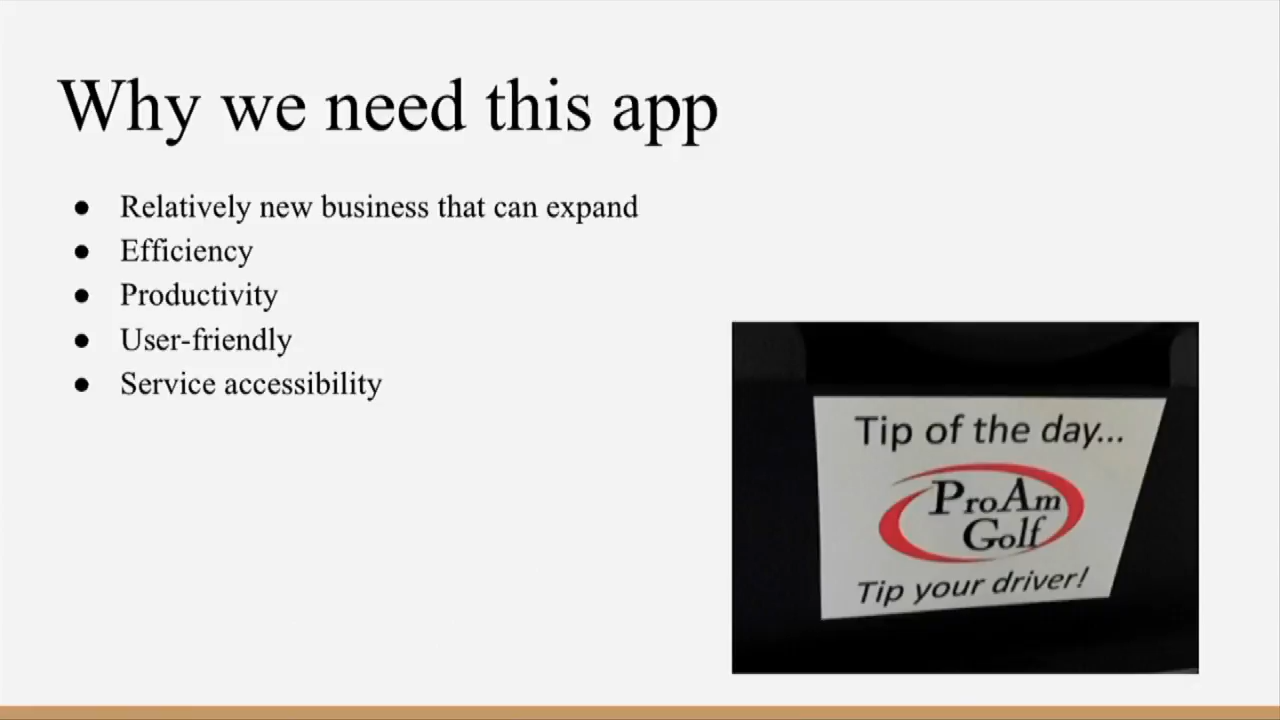 Why we need this app
● Relatively new business that can expand
● Efficiency
● Productivity
● User-friendly
● Service accessibility
Tip of the day...
ProAm
Golf
Tip your driver!